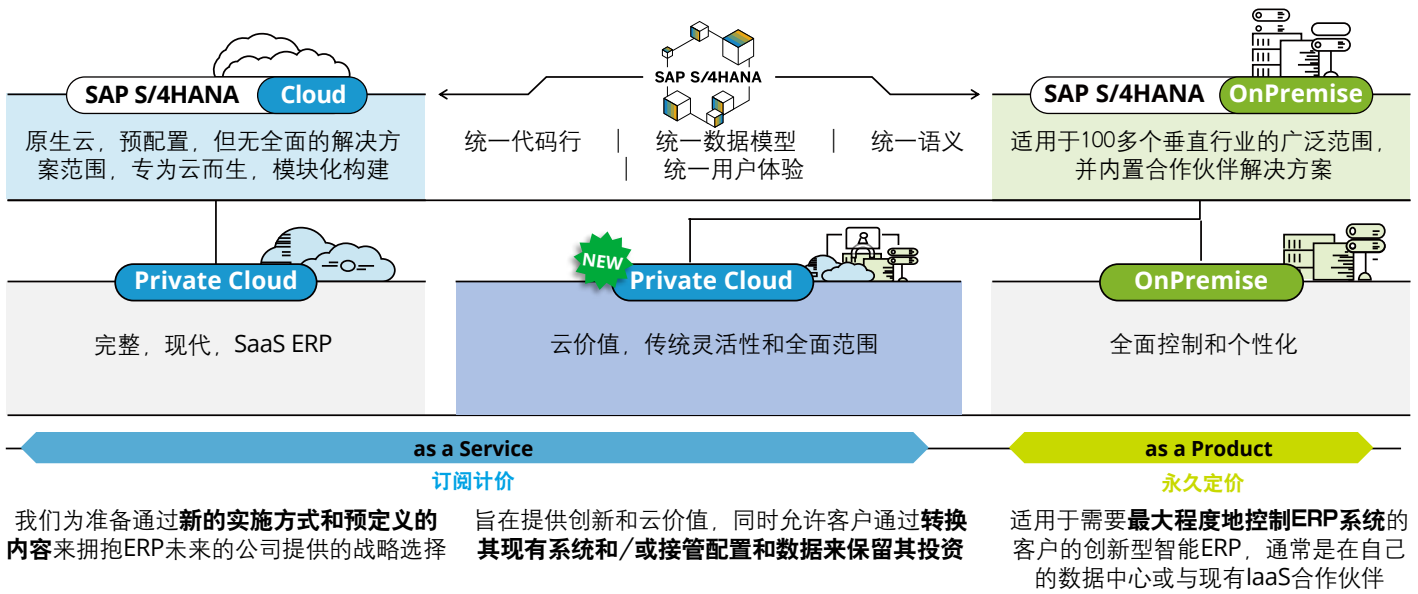 SAP S/4HANA
SAP S/4HANA Cloud
原生云，预配置，但无全面的解决方
案范围，专为云而生，模块化构建
统一代码行 | 统一数据模型 | 统一语义
| 统一用户体验
SAP S/4HANA OnPremise
适用于100多个垂直行业的广泛范围，
并内置合作伙伴解决方案
Private Cloud
完整，现代，SaaS ERP
NEW
Private Cloud
云价值，传统灵活性和全面范围
OnPremise
全面控制和个性化
as a Service
订阅计价
as a Product
永久定价
我们为准备通过新的实施方式和预定义的
内容来拥抱ERP未来的公司提供的战略选择
旨在提供创新和云价值，同时允许客户通过转换
其现有系统和/或接管配置和数据来保留其投资
适用于需要最大程度地控制ERP系统的
客户的创新型智能ERP，通常是在自己
的数据中心或与现有IaaS合作伙伴